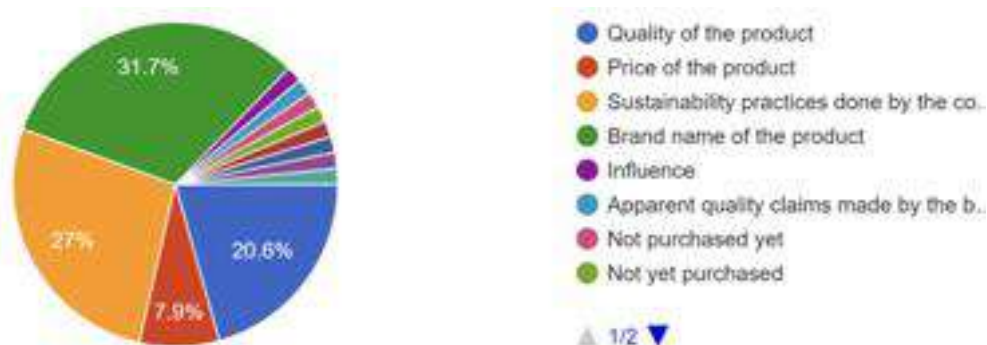 31.7%
27%
20.6%
7.9%
Quality of the product
Price of the product
Sustainability practices done by the co...
Brand name of the product
Influence
Apparent quality claims made by the b...
Not purchased yet
Not yet purchased
1/2